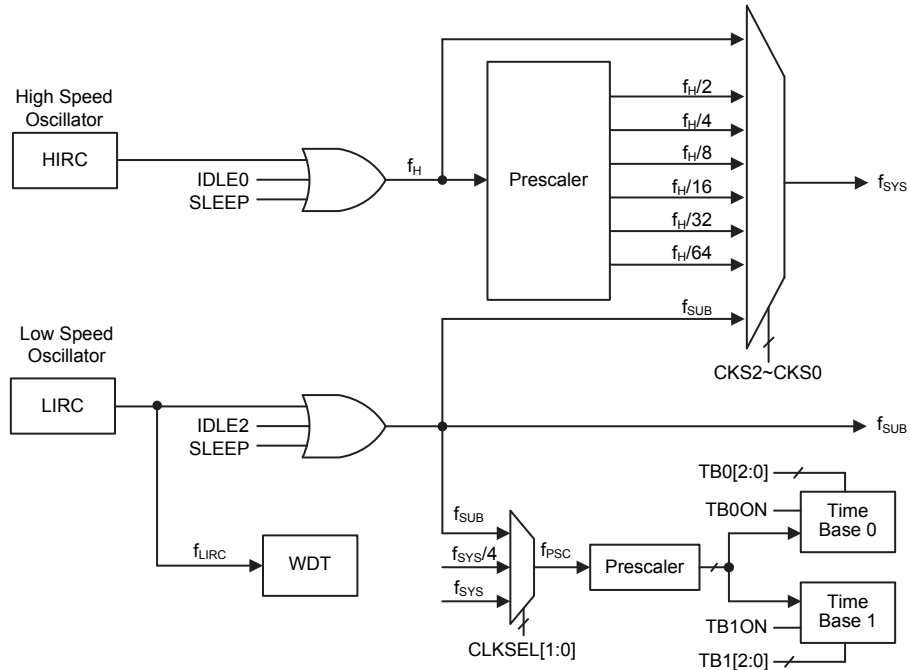 High Speed
Oscillator
HIRC
IDLE0
SLEEP
fH
Prescaler
fH/2
fH/4
fH/8
fH/16
fH/32
fH/64
fSUB
fSYS
CKS2~CKS0
Low Speed
Oscillator
LIRC
IDLE2
SLEEP
fSUB
fLIRC
WDT
fSUB
fSYS/4
fSYS
CLKSEL[1:0]
fPSC
Prescaler
TB0[2:0]
TB0ON
Time
Base 0
Time
Base 1
TB1ON
TB1[2:0]